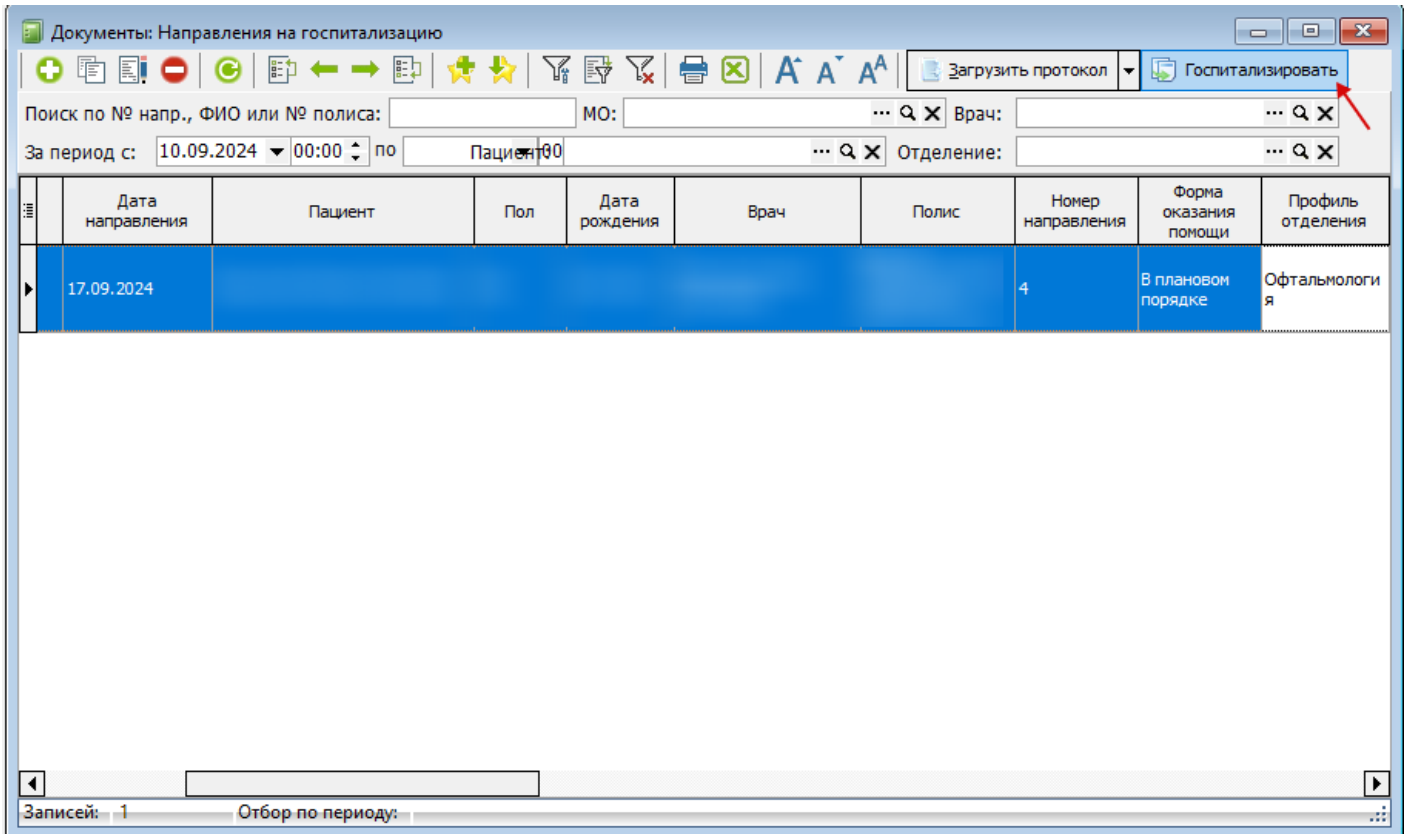 Документы: Направления на госпитализацию
Загрузить протокол Госпитализировать
Поиск по № напр., ФИО или № полиса: МО: Врач:
За период с: 10.09.2024 00:00 по Пациент 00 Отделение:
Дата направления Пациент Пол Дата рождения Врач Полис Номер направления Форма оказания помощи Профиль отделения
17.09.2024 4 В плановом порядке Офтальмологи
я
Записей: 1 Отбор по периоду: